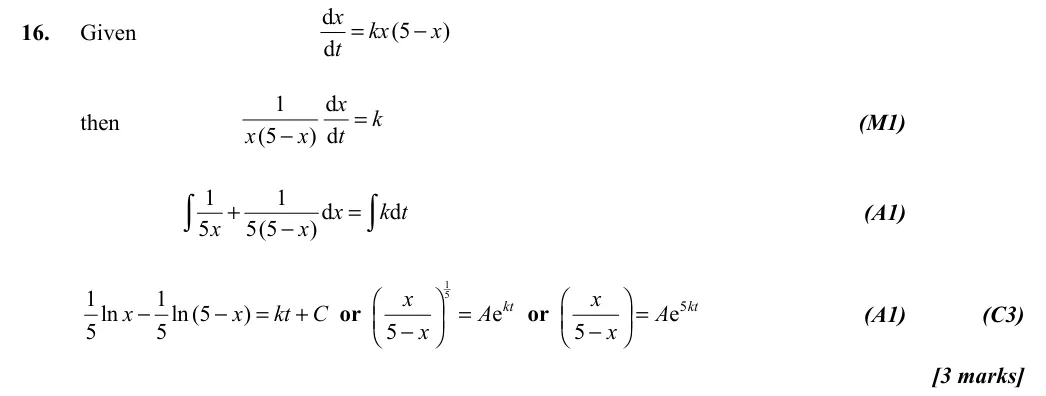 16. Given dx/dt = kx(5 − x)
then 1/(x(5 − x)) dx/dt = k (M1)
∫ 1/(5x) + 1/(5(5 − x)) dx = ∫ kdt (A1)
1/5 ln x − 1/5 ln (5 − x) = kt + C or (x/(5 − x))^(1/5) = Ae^(kt) or (x/(5 − x)) = Ae^(5kt) (A1) (C3)
[3 marks]